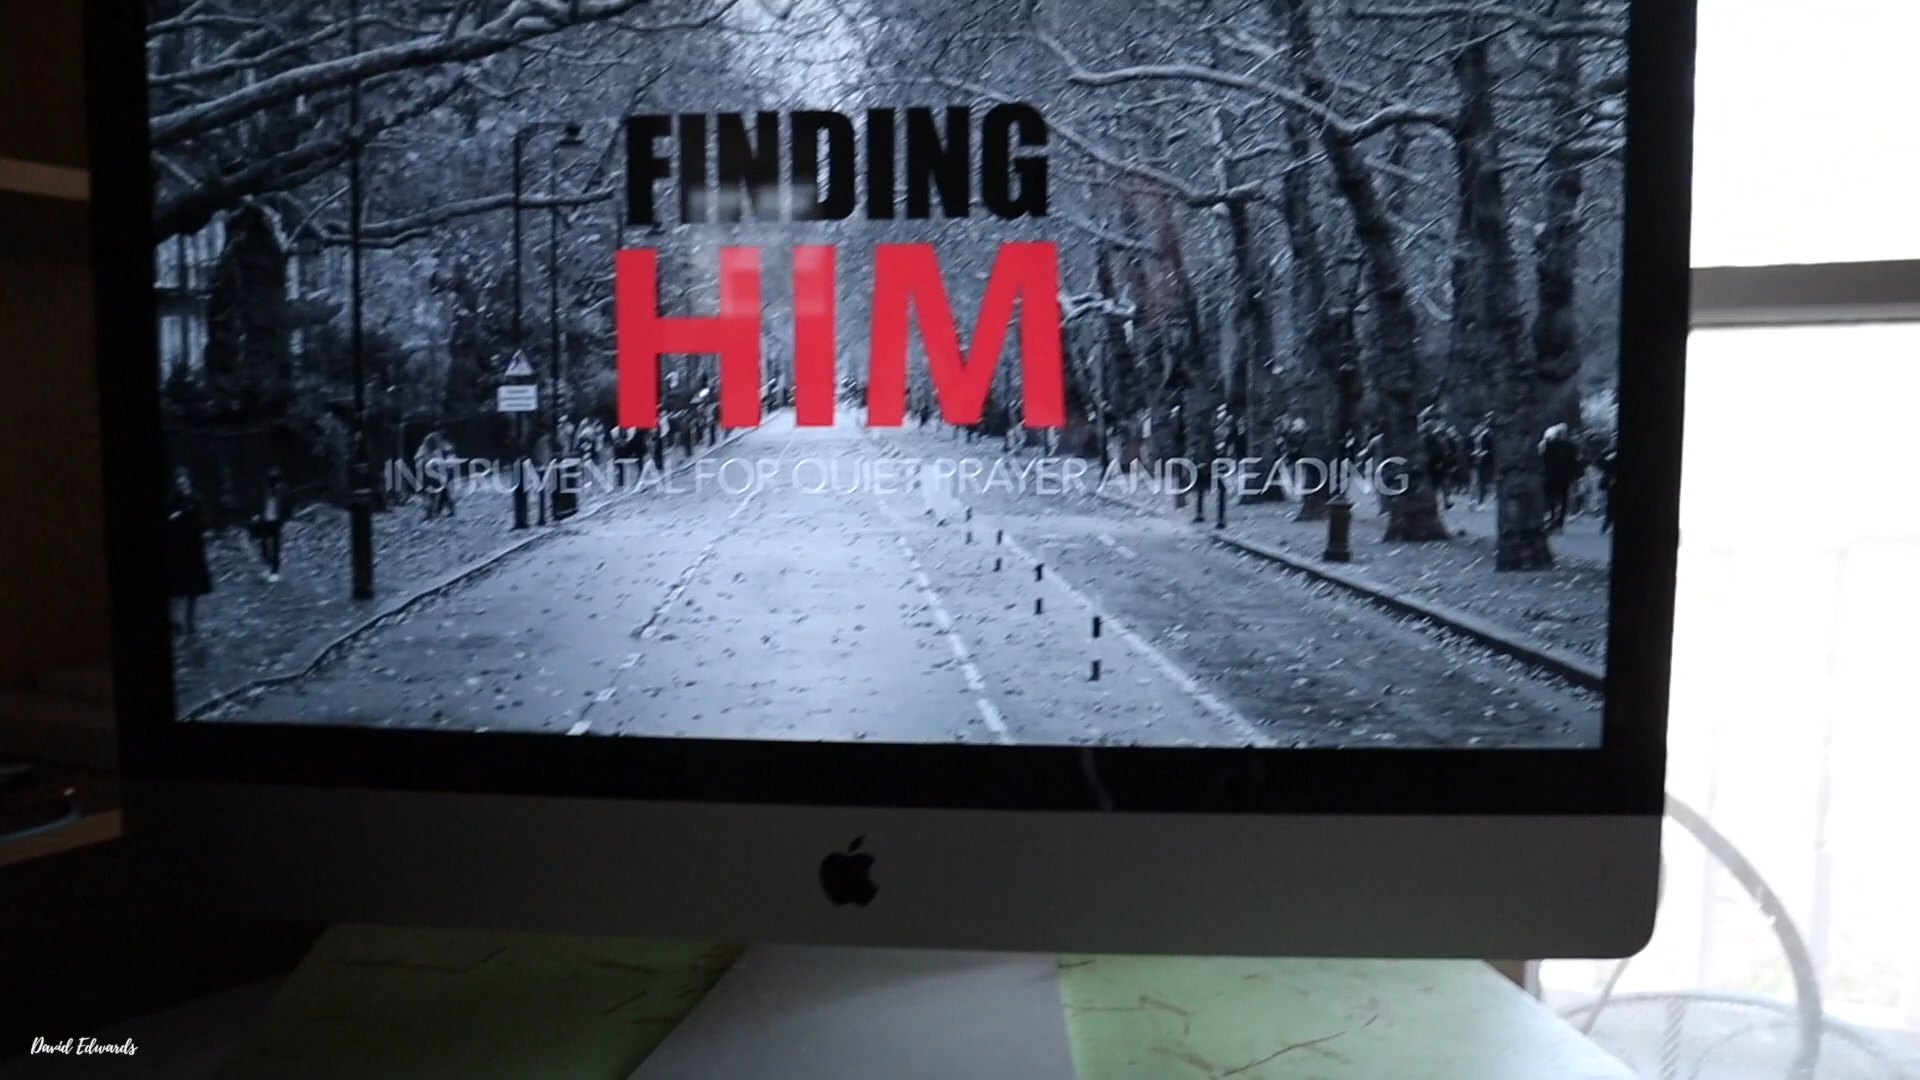 FINDING
HIM
INSTRUMENTAL FOR QUIET PRAYER AND READING
David Edwards